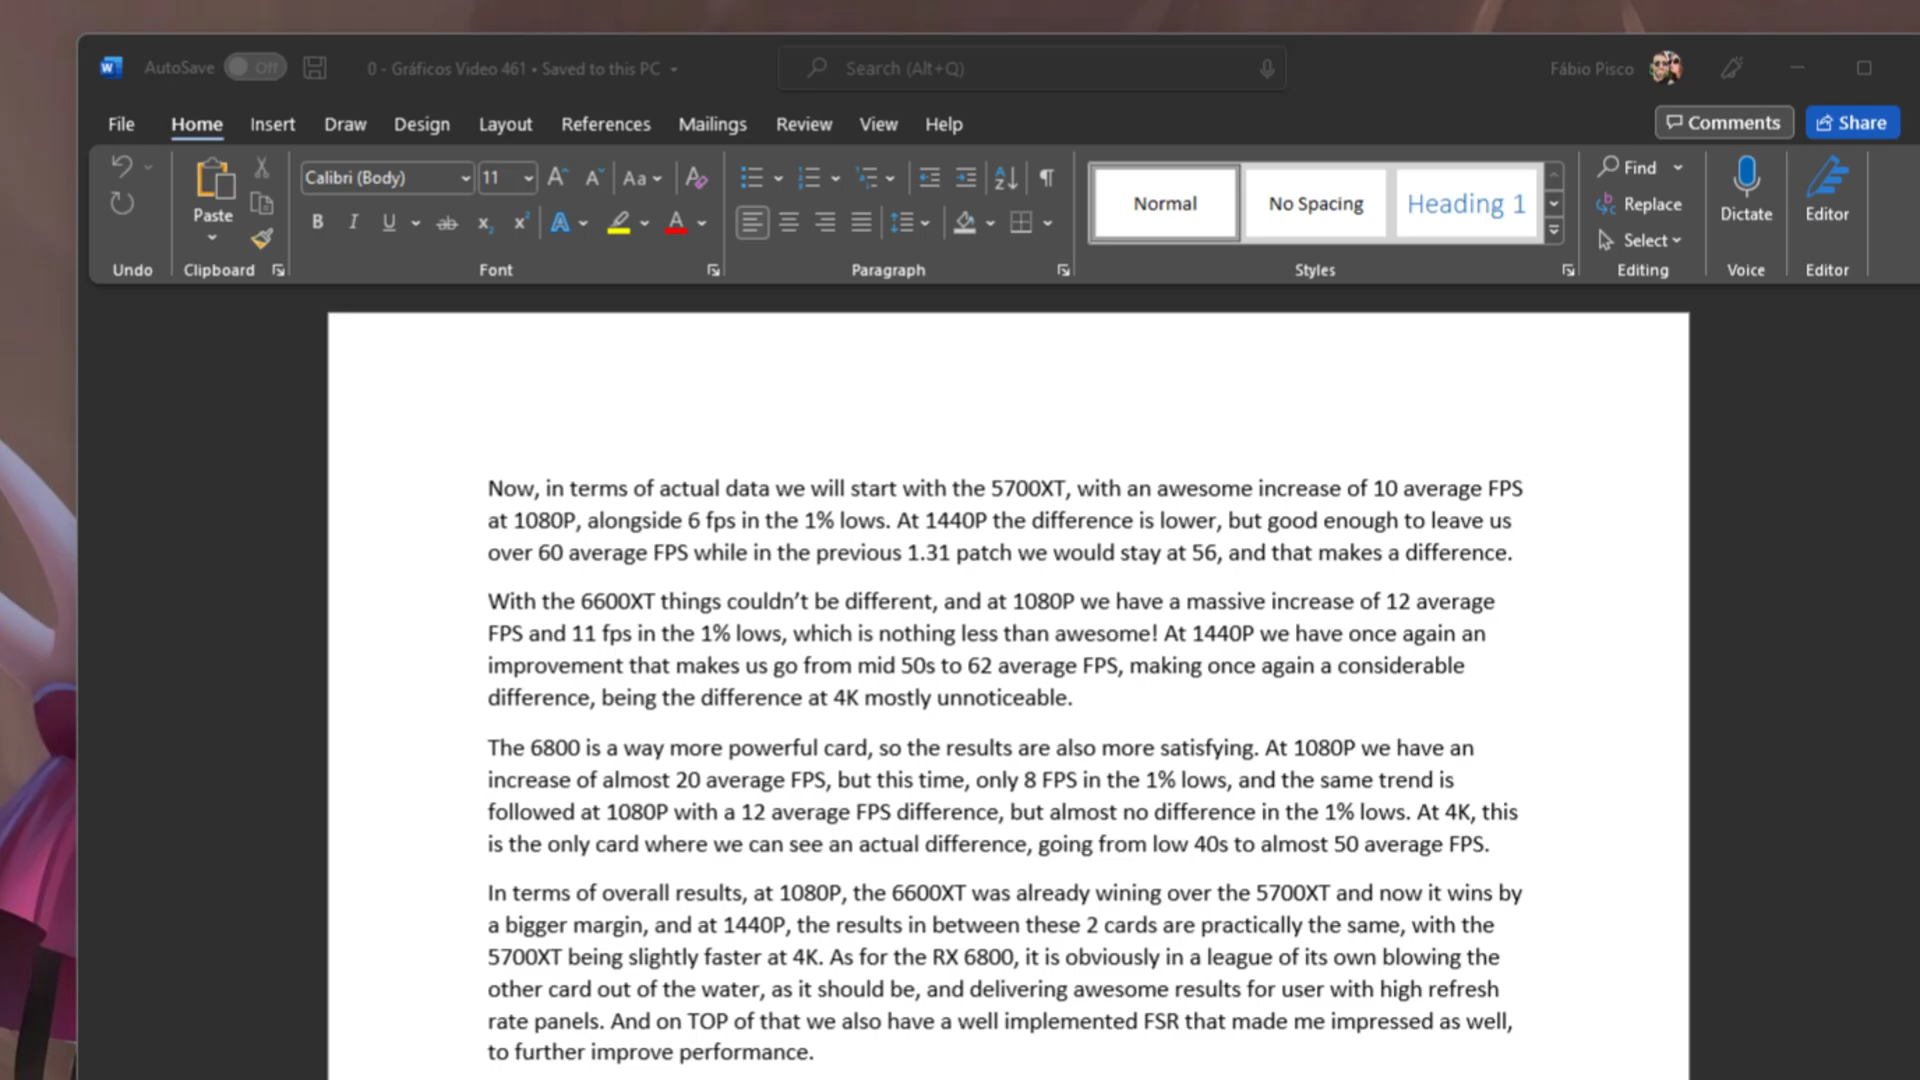 AutoSave Off 0 - Gráficos Video 461 • Saved to this PC Search (Alt+Q) Fábio Pisco
File Home Insert Draw Design Layout References Mailings Review View Help Comments Share
Calibri (Body) 11 Aa
Paste
Normal No Spacing Heading 1
Find
Replace
Select
Dictate Editor
Undo Clipboard Font Paragraph Styles Editing Voice Editor
Now, in terms of actual data we will start with the 5700XT, with an awesome increase of 10 average FPS
at 1080P, alongside 6 fps in the 1% lows. At 1440P the difference is lower, but good enough to leave us
over 60 average FPS while in the previous 1.31 patch we would stay at 56, and that makes a difference.
With the 6600XT things couldn't be different, and at 1080P we have a massive increase of 12 average
FPS and 11 fps in the 1% lows, which is nothing less than awesome! At 1440P we have once again an
improvement that makes us go from mid 50s to 62 average FPS, making once again a considerable
difference, being the difference at 4K mostly unnoticeable.
The 6800 is a way more powerful card, so the results are also more satisfying. At 1080P we have an
increase of almost 20 average FPS, but this time, only 8 FPS in the 1% lows, and the same trend is
followed at 1080P with a 12 average FPS difference, but almost no difference in the 1% lows. At 4K, this
is the only card where we can see an actual difference, going from low 40s to almost 50 average FPS.
In terms of overall results, at 1080P, the 6600XT was already wining over the 5700XT and now it wins by
a bigger margin, and at 1440P, the results in between these 2 cards are practically the same, with the
5700XT being slightly faster at 4K. As for the RX 6800, it is obviously in a league of its own blowing the
other card out of the water, as it should be, and delivering awesome results for user with high refresh
rate panels. And on TOP of that we also have a well implemented FSR that made me impressed as well,
to further improve performance.